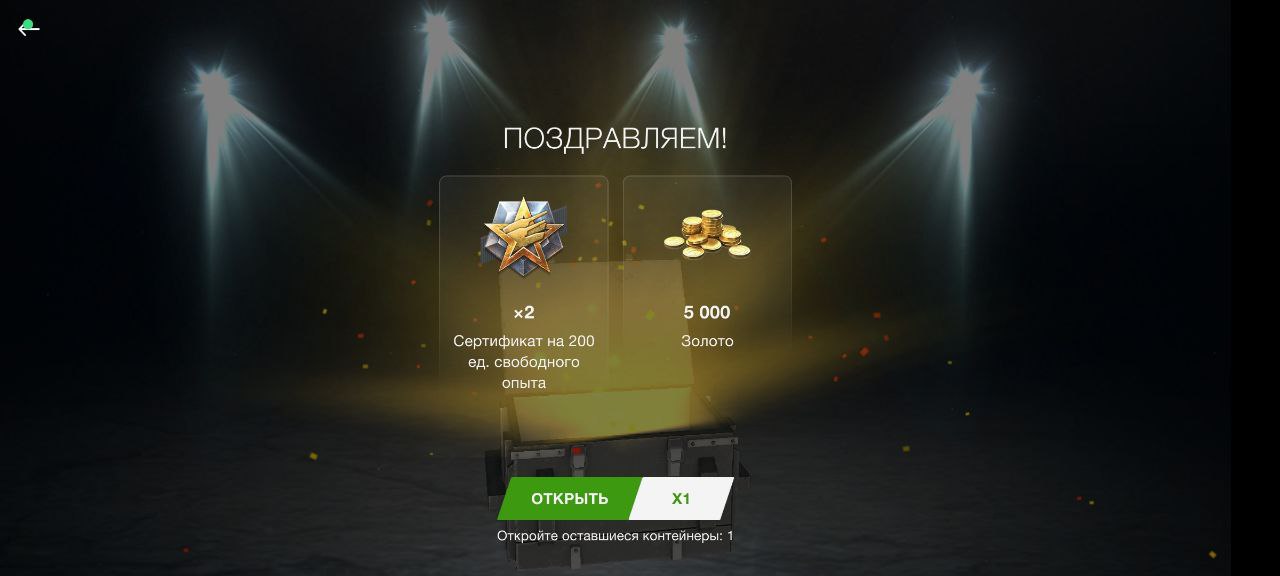 ПОЗДРАВЛЯЕМ!
×2
Сертификат на 200
ед. свободного
опыта
5 000
Золото
ОТКРЫТЬ
X1
Откройте оставшиеся контейнеры: 1